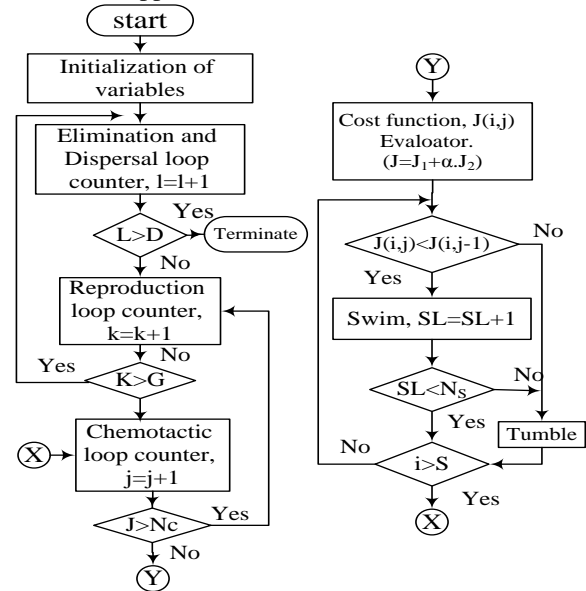 start
Initialization of
variables
Elimination and
Dispersal loop
counter, l=l+1
Yes
L>D
Terminate
No
Reproduction
loop counter,
k=k+1
Yes
No
K>G
X
Chemotactic
loop counter,
j=j+1
J>Nc
Yes
No
Y
Y
Cost function, J(i,j)
Evaloator.
(J=J₁+α.J₂)
No
J(i,j)<J(i,j-1)
Yes
Swim, SL=SL+1
SL<Nₛ
No
Yes
Tumble
No
i>S
Yes
X